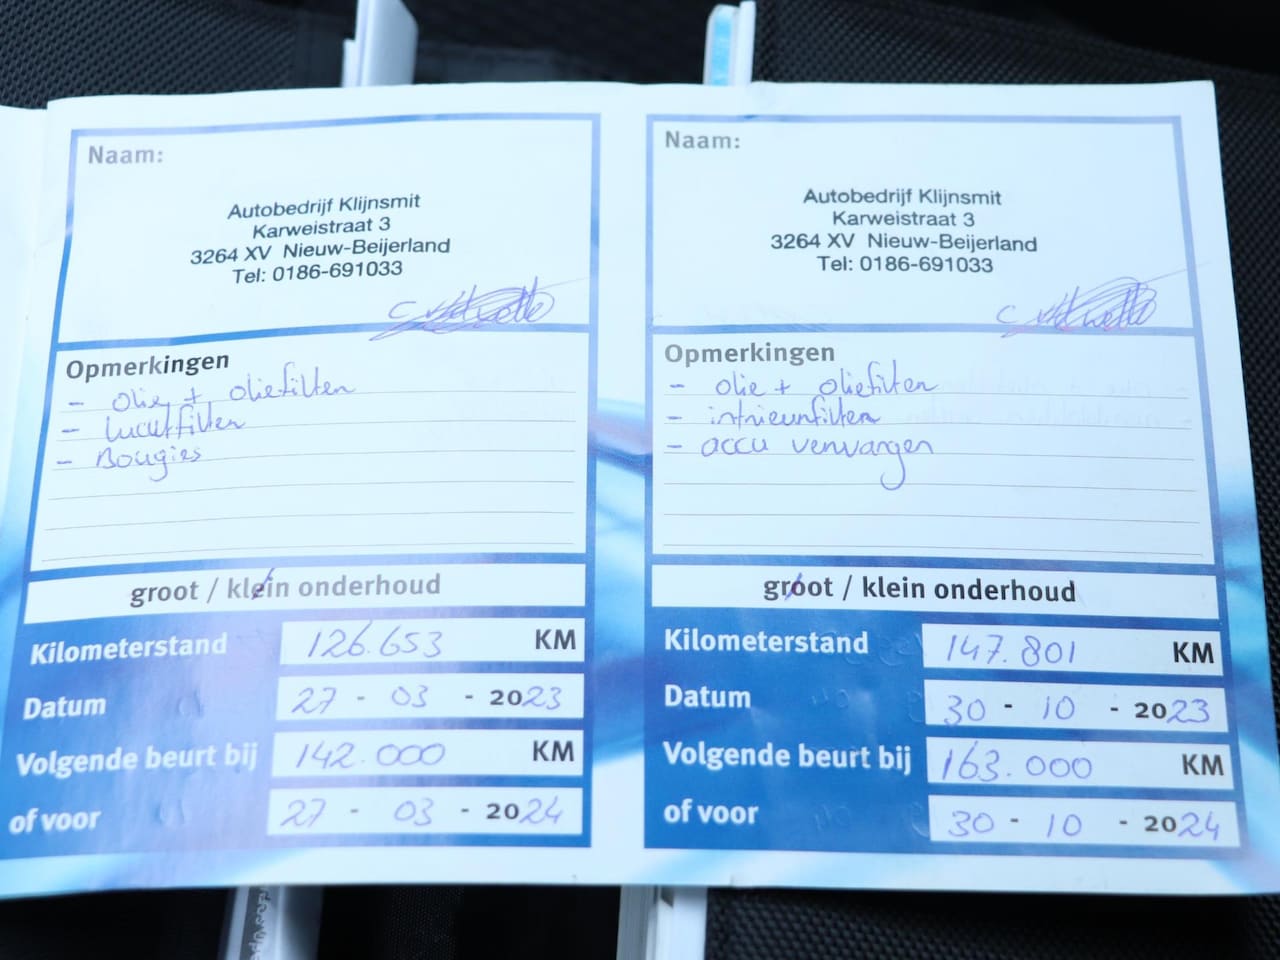 Naam:
Autobedrijf Klijnsmit
Karweistraat 3
3264 XV Nieuw-Beijerland
Tel: 0186-691033
Opmerkingen
- olie + oliefilter
- luchtfilter
- Bougies
groot / klein onderhoud
Kilometerstand 126.653 KM
Datum 27 - 03 - 2023
Volgende beurt bij 142.000 KM
of voor 27 - 03 - 2024
Naam:
Autobedrijf Klijnsmit
Karweistraat 3
3264 XV Nieuw-Beijerland
Tel: 0186-691033
Opmerkingen
- olie + oliefilter
- intrieurfilter
- accu vervangen
groot / klein onderhoud
Kilometerstand 147.801 KM
Datum 30 - 10 - 2023
Volgende beurt bij 163.000 KM
of voor 30 - 10 - 2024